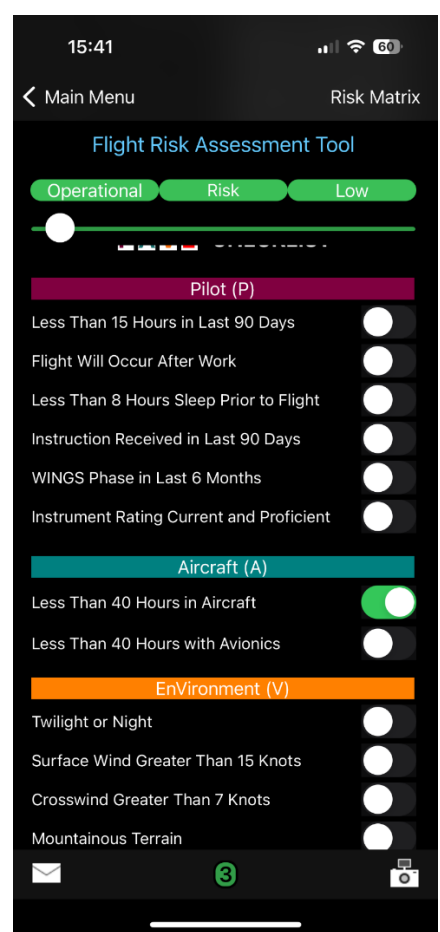 15:41
60
Main Menu
Risk Matrix
Flight Risk Assessment Tool
Operational Risk Low
Pilot (P)
Less Than 15 Hours in Last 90 Days
Flight Will Occur After Work
Less Than 8 Hours Sleep Prior to Flight
Instruction Received in Last 90 Days
WINGS Phase in Last 6 Months
Instrument Rating Current and Proficient
Aircraft (A)
Less Than 40 Hours in Aircraft
Less Than 40 Hours with Avionics
EnVironment (V)
Twilight or Night
Surface Wind Greater Than 15 Knots
Crosswind Greater Than 7 Knots
Mountainous Terrain
3